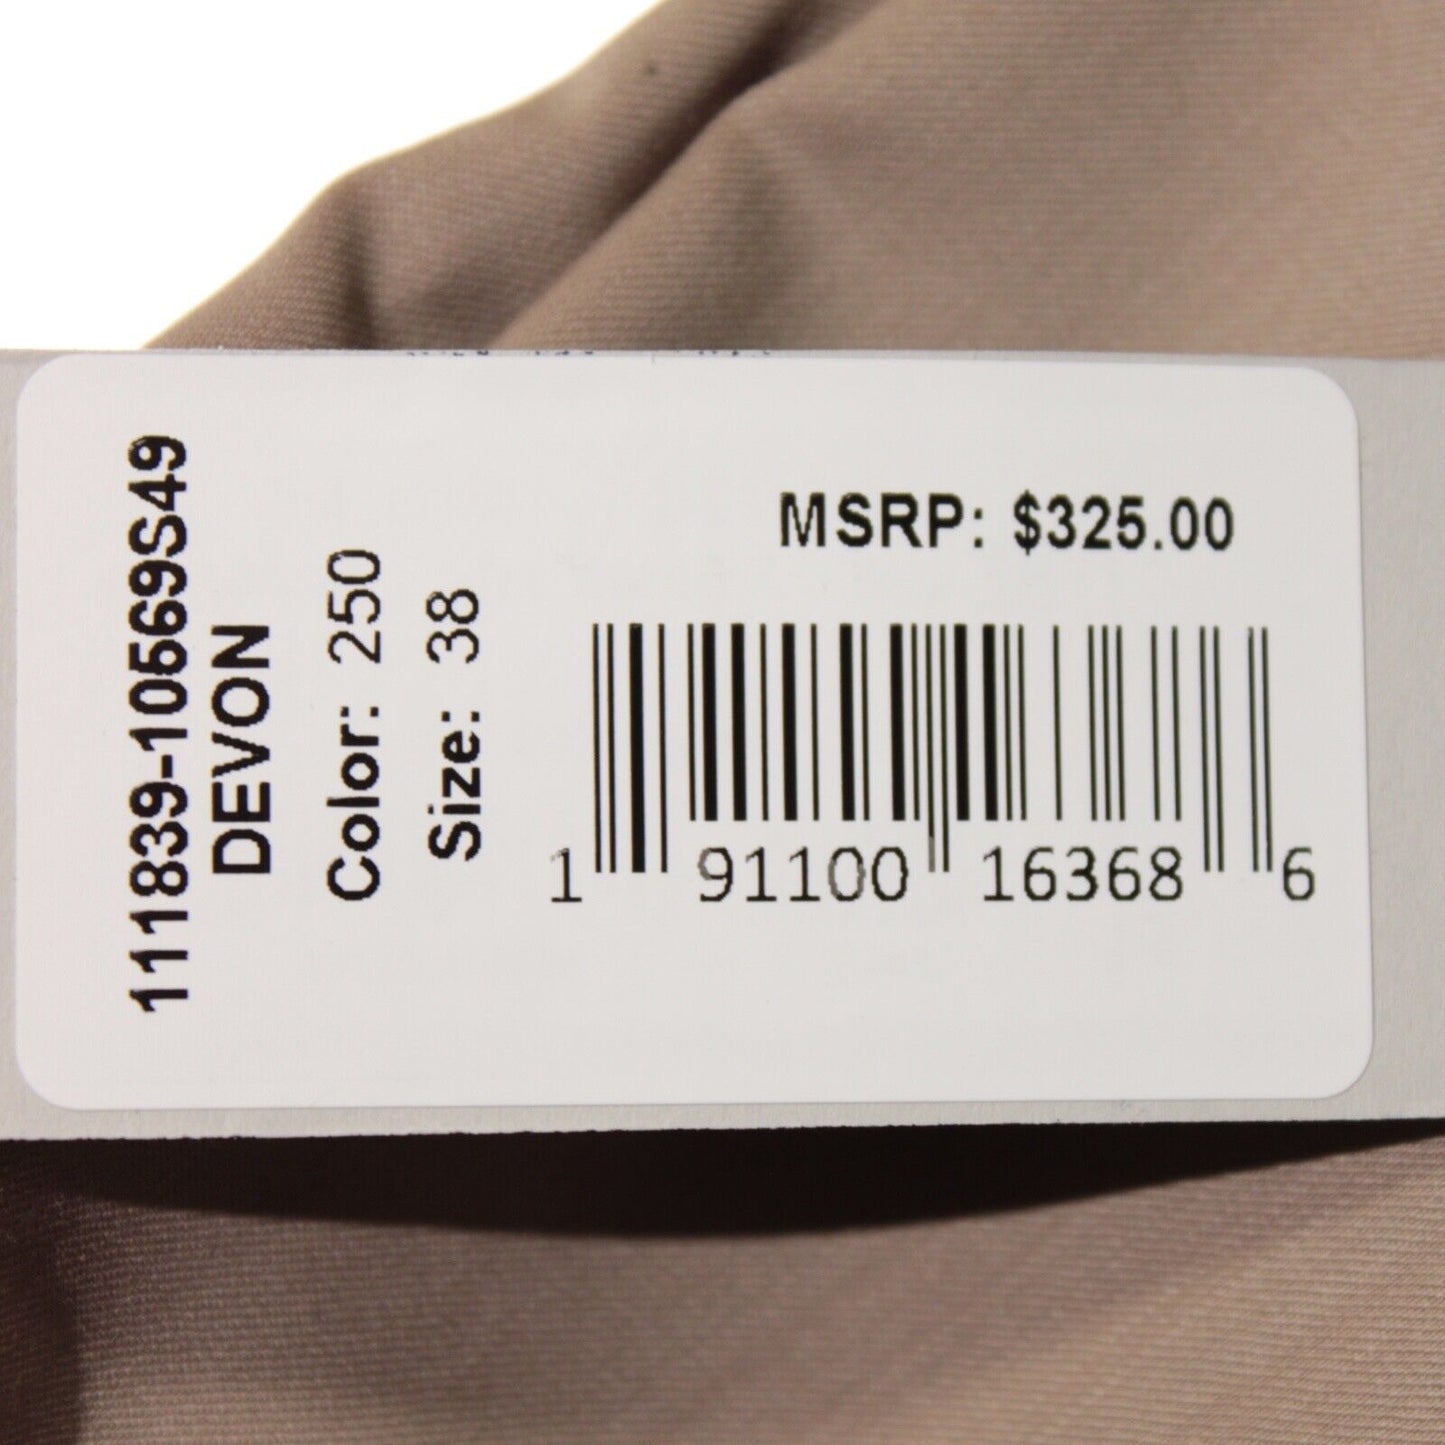 111839-10569S49
DEVON
Color: 250
Size: 38
MSRP: $325.00
1 91100 16368 6